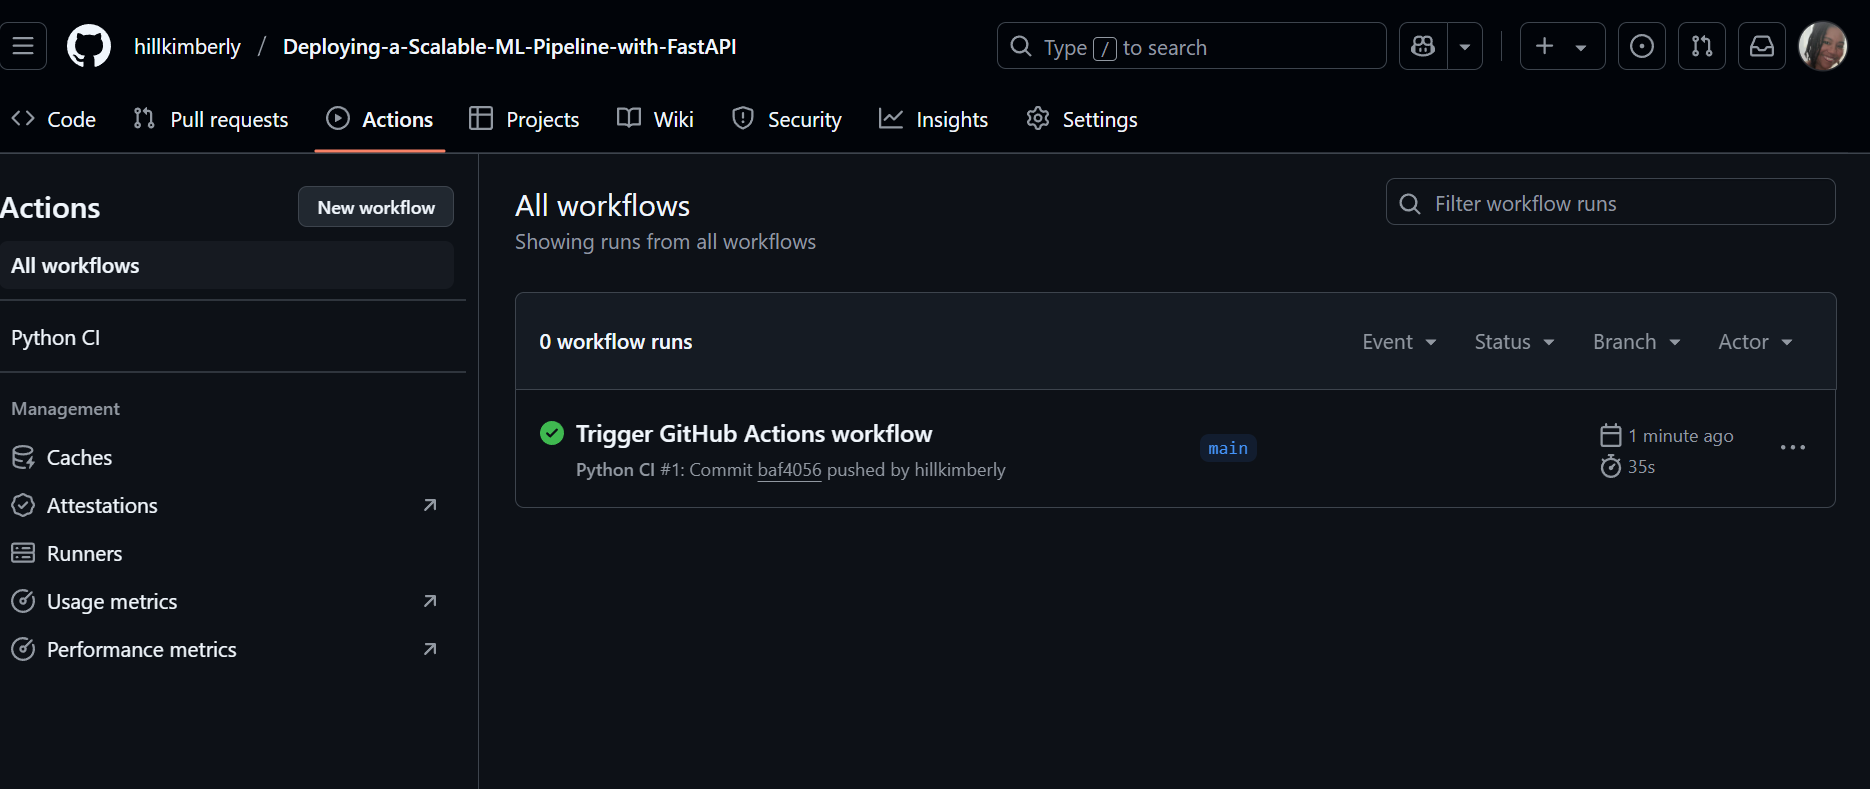 hillkimberly / Deploying-a-Scalable-ML-Pipeline-with-FastAPI
Type / to search
Code Pull requests Actions Projects Wiki Security Insights Settings
Actions
New workflow
All workflows
Python CI
Management
Caches
Attestations
Runners
Usage metrics
Performance metrics
All workflows
Showing runs from all workflows
Filter workflow runs
0 workflow runs
Event Status Branch Actor
Trigger GitHub Actions workflow
Python CI #1: Commit baf4056 pushed by hillkimberly
main
1 minute ago
35s